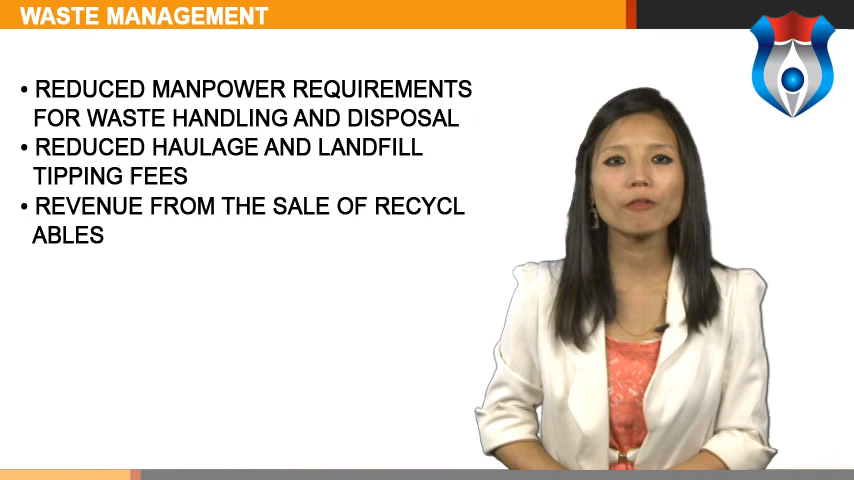 WASTE MANAGEMENT
• REDUCED MANPOWER REQUIREMENTS
FOR WASTE HANDLING AND DISPOSAL
• REDUCED HAULAGE AND LANDFILL
TIPPING FEES
• REVENUE FROM THE SALE OF RECYCL
ABLES